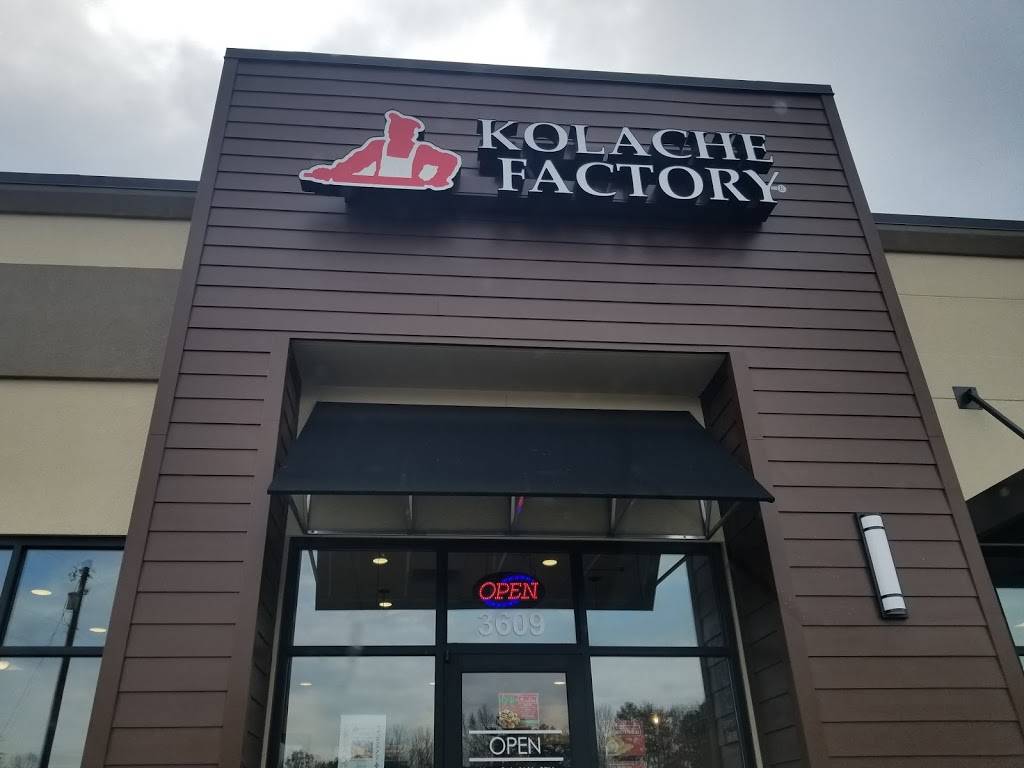 KOLACHE
FACTORY®
OPEN
3609
OPEN